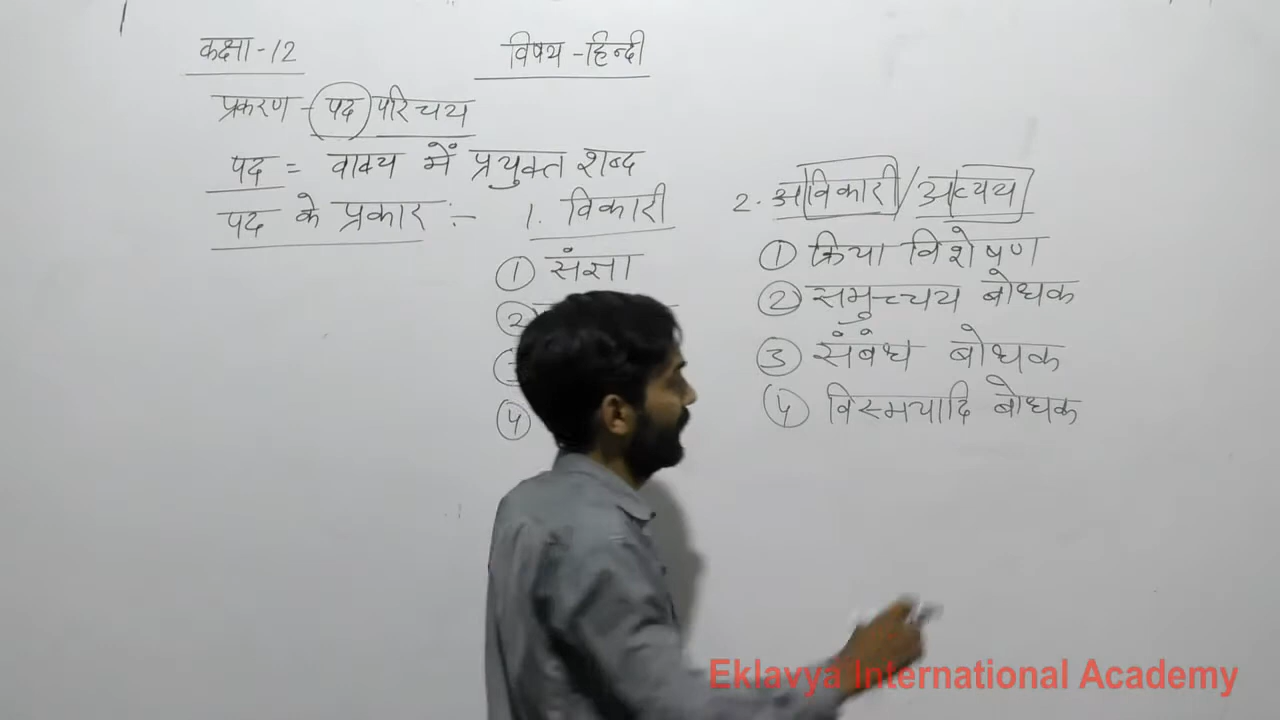 कक्षा-12 विषय-हिन्दी
प्रकरण - पद परिचय
पद = वाक्य में प्रयुक्त शब्द
पद के प्रकार :- 1. विकारी
① संज्ञा
②
④
2. अविकारी/अव्यय
① क्रिया विशेषण
② समुच्चय बोधक
③ संबंध बोधक
④ विस्मयादि बोधक
Eklavya International Academy